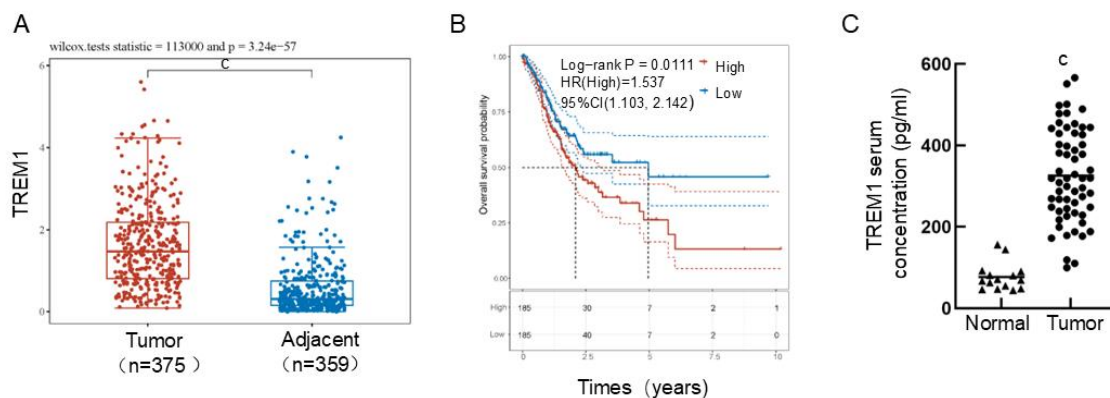 A
wilcox.tests statistic = 113000 and p = 3.24e−57
C
6
4
2
0
TREM1
Tumor
(n=375)
Adjacent
(n=359)
B
Log−rank P = 0.0111
HR(High)=1.537
95%CI(1.103, 2.142)
High
Low
1.00
0.75
0.50
0.25
0.00
Overall survival probability
High 185 30 7 2 1
Low 185 40 7 2 0
0 2.5 5 7.5 10
Times (years)
C
c
600
400
200
0
TREM1 serum
concentration (pg/ml)
Normal
Tumor